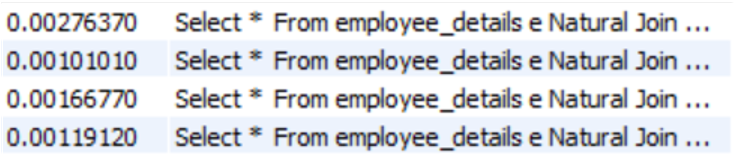 0.00276370 Select * From employee_details e Natural Join ...
0.00101010 Select * From employee_details e Natural Join ...
0.00166770 Select * From employee_details e Natural Join ...
0.00119120 Select * From employee_details e Natural Join ...